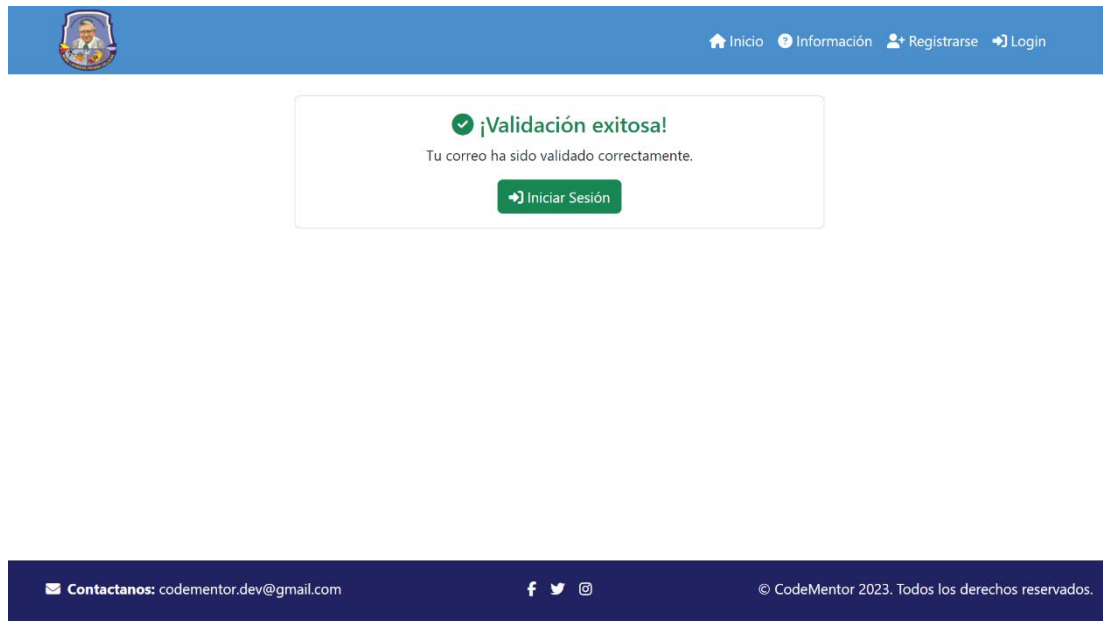 Inicio Información Registrarse Login
¡Validación exitosa!
Tu correo ha sido validado correctamente.
Iniciar Sesión
Contactanos: codementor.dev@gmail.com © CodeMentor 2023. Todos los derechos reservados.